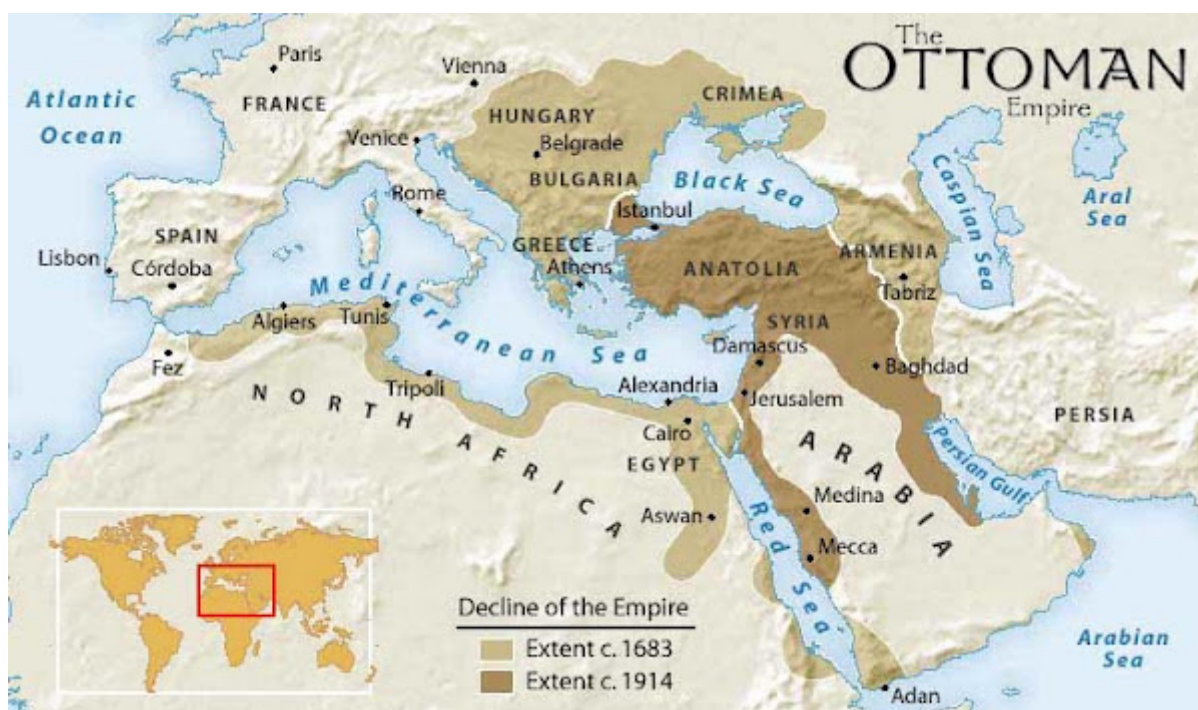 The
OTTOMAN
Empire
Paris
Vienna
CRIMEA
Atlantic
Ocean
FRANCE
HUNGARY
Venice
Belgrade
BULGARIA
Black Sea
Caspian Sea
Aral
Sea
Rome
Istanbul
SPAIN
Lisbon
Córdoba
GREECE
Athens
ANATOLIA
ARMENIA
Tabriz
Mediterranean Sea
Algiers
Tunis
SYRIA
Damascus
Baghdad
Fez
Tripoli
Alexandria
Jerusalem
NORTH AFRICA
Cairo
EGYPT
ARABIA
PERSIA
Persian Gulf
Aswan
Medina
Mecca
Red Sea
Decline of the Empire
Extent c. 1683
Extent c. 1914
Adan
Arabian
Sea